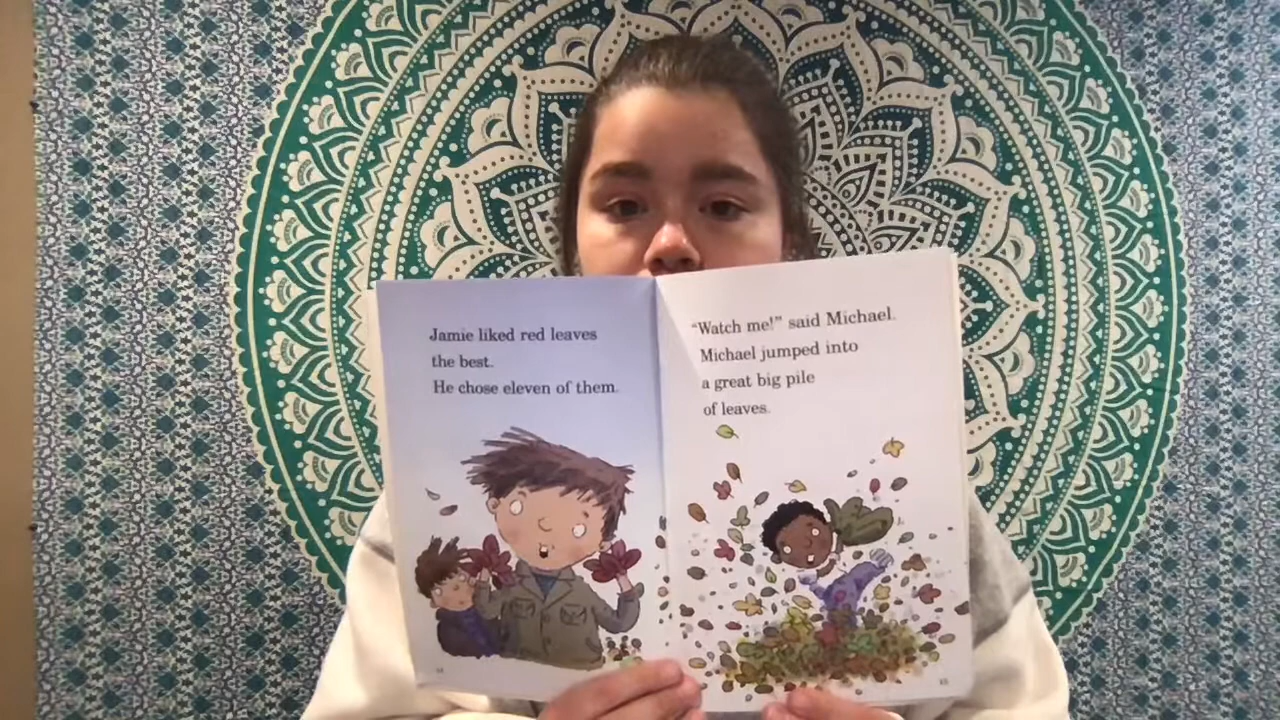 Jamie liked red leaves
the best.
He chose eleven of them.
“Watch me!” said Michael.
Michael jumped into
a great big pile
of leaves.